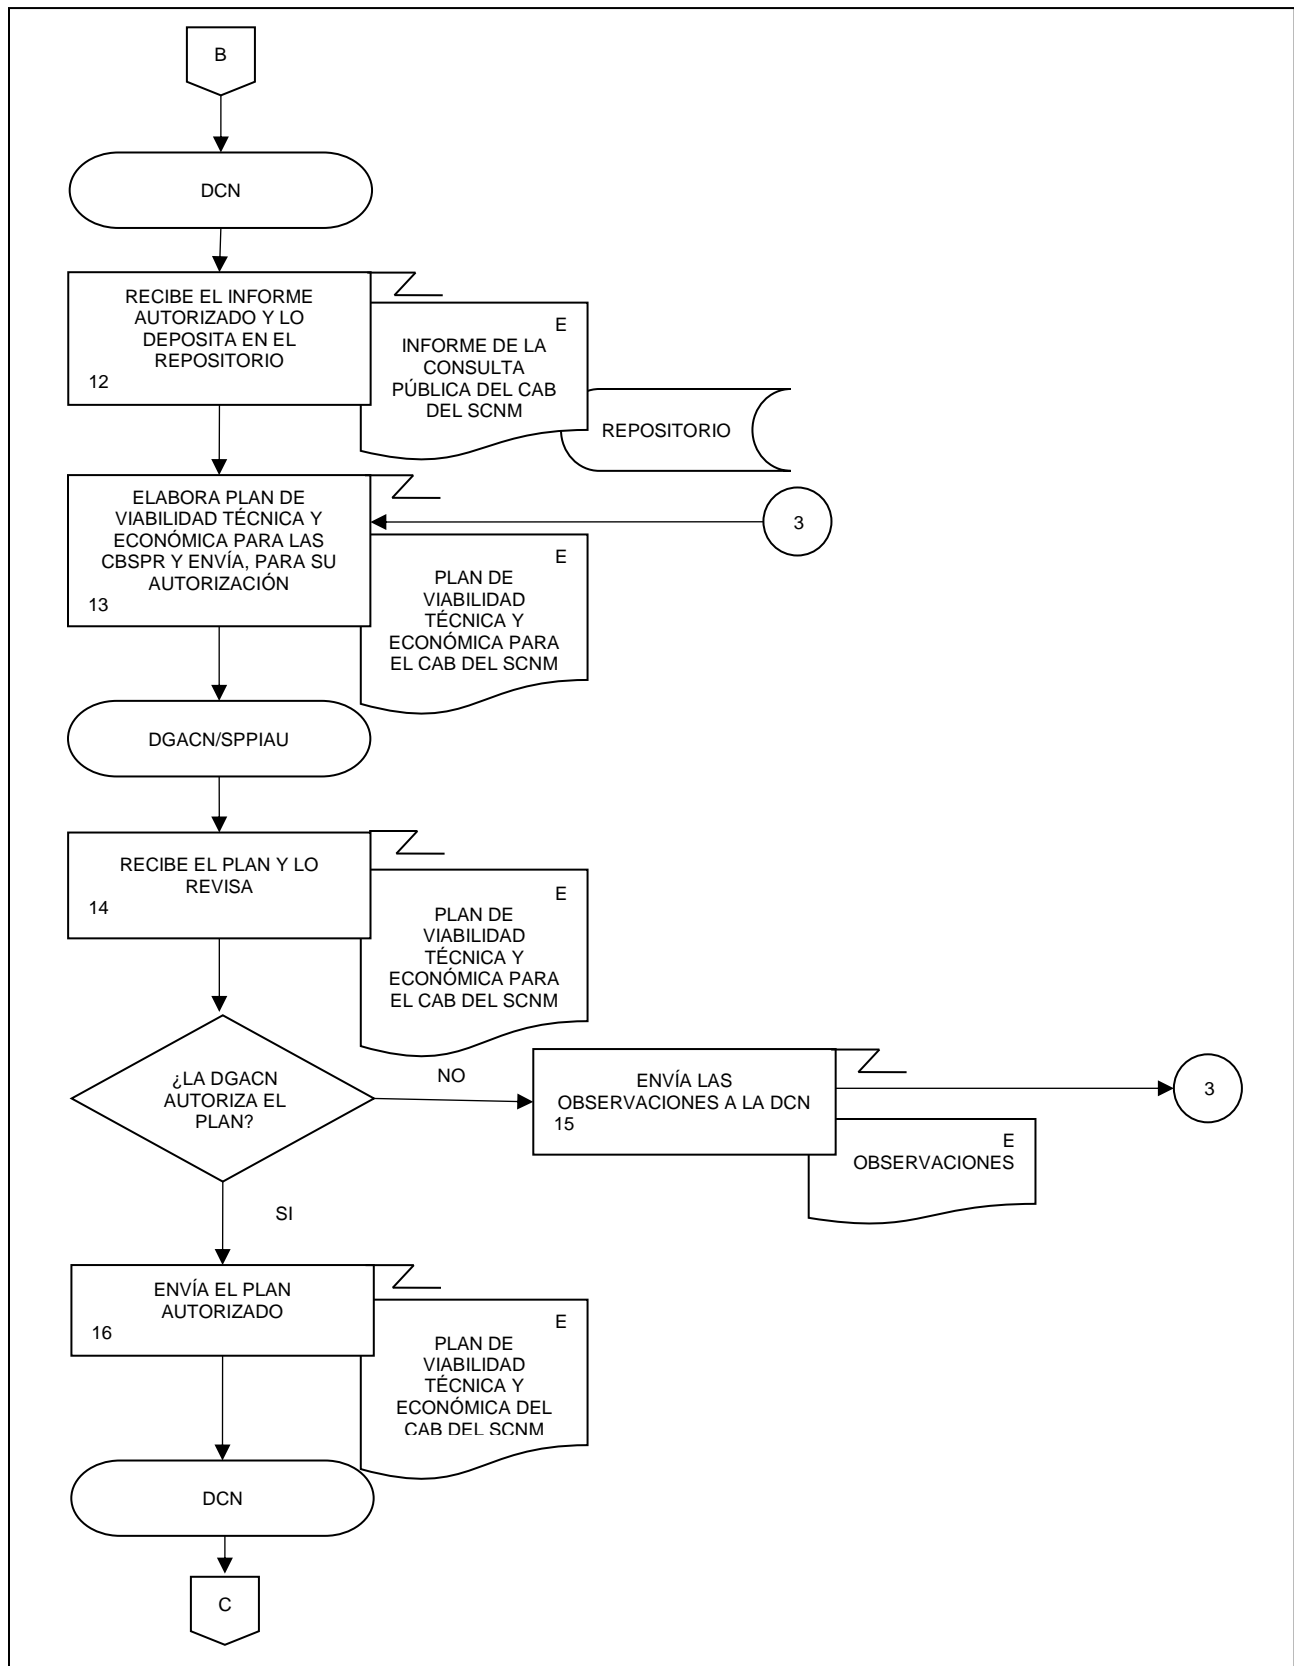 B
DCN
RECIBE EL INFORME
AUTORIZADO Y LO
DEPOSITA EN EL
REPOSITORIO
12
E
INFORME DE LA
CONSULTA
PÚBLICA DEL CAB
DEL SCNM
REPOSITORIO
ELABORA PLAN DE
VIABILIDAD TÉCNICA Y
ECONÓMICA PARA LAS
CBSPR Y ENVÍA, PARA SU
AUTORIZACIÓN
13
3
E
PLAN DE
VIABILIDAD
TÉCNICA Y
ECONÓMICA PARA
EL CAB DEL SCNM
DGACN/SPPIAU
RECIBE EL PLAN Y LO
REVISA
14
E
PLAN DE
VIABILIDAD
TÉCNICA Y
ECONÓMICA PARA
EL CAB DEL SCNM
¿LA DGACN
AUTORIZA EL
PLAN?
NO
ENVÍA LAS
OBSERVACIONES A LA DCN
15
3
E
OBSERVACIONES
SI
ENVÍA EL PLAN
AUTORIZADO
16
E
PLAN DE
VIABILIDAD
TÉCNICA Y
ECONÓMICA DEL
CAB DEL SCNM
DCN
C